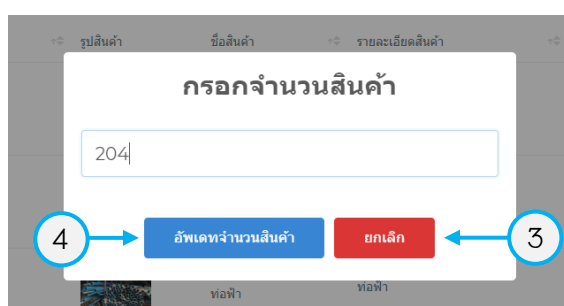 รูปสินค้า ชื่อสินค้า รายละเอียดสินค้า
กรอกจำนวนสินค้า
204
4 อัพเดทจำนวนสินค้า ยกเลิก 3
ท่อฟ้า ท่อฟ้า